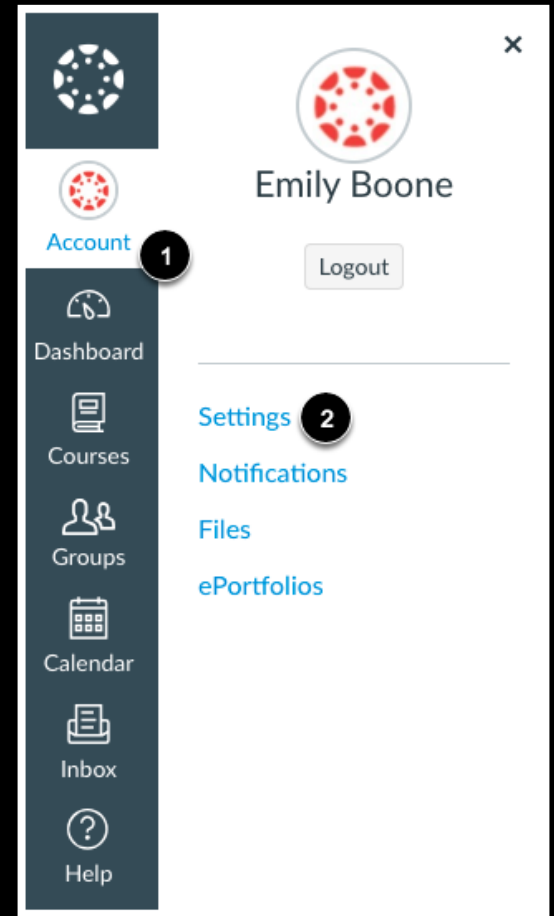 ×
Emily Boone
Account
1
Logout
Dashboard
Courses
Groups
Calendar
Inbox
Help
Settings 2
Notifications
Files
ePortfolios